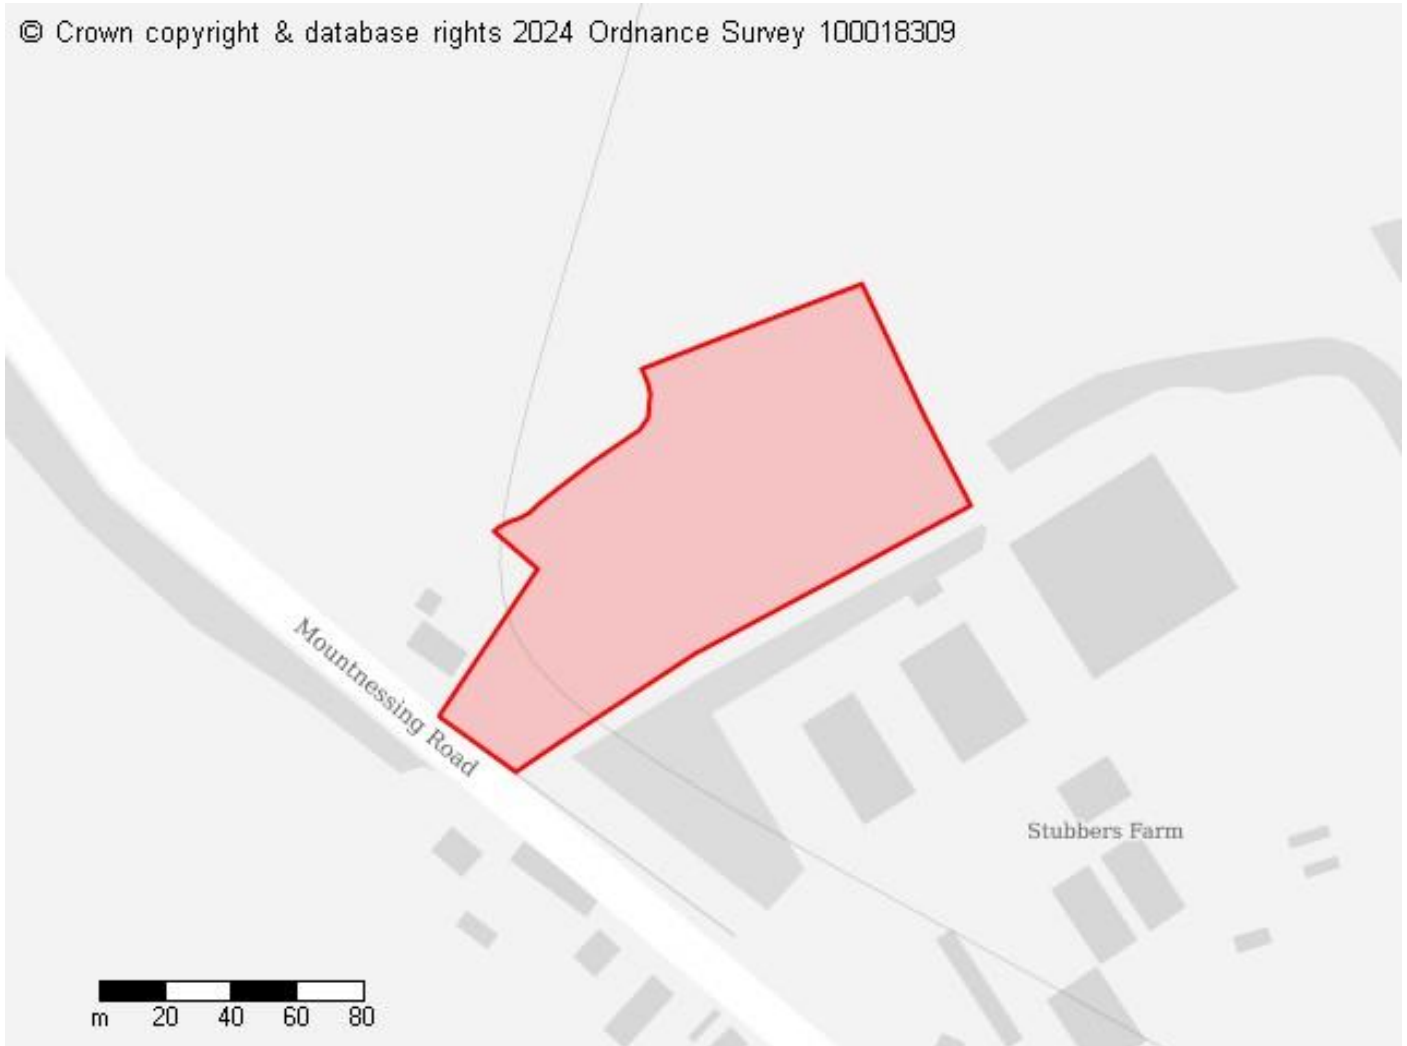 © Crown copyright & database rights 2024 Ordnance Survey 100018309
Mountnessing Road
Stubbers Farm
m 20 40 60 80